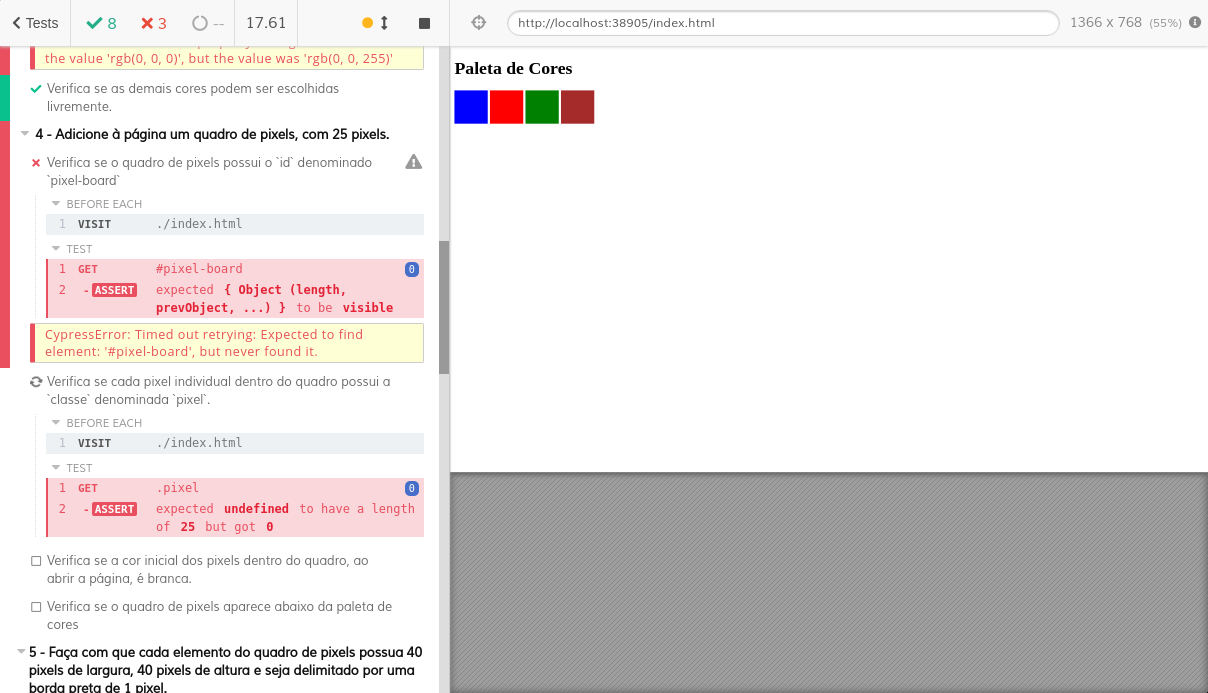 Tests
8
3
--
17.61
http://localhost:38905/index.html
1366 x 768 (55%)
the value 'rgb(0, 0, 0)', but the value was 'rgb(0, 0, 255)'
Verifica se as demais cores podem ser escolhidas
livremente.
4 - Adicione à página um quadro de pixels, com 25 pixels.
Verifica se o quadro de pixels possui o `id` denominado
`pixel-board`
BEFORE EACH
1 VISIT ./index.html
TEST
1 GET #pixel-board 0
2 -ASSERT expected { Object (length,
prevObject, ...) } to be visible
CypressError: Timed out retrying: Expected to find
element: '#pixel-board', but never found it.
Verifica se cada pixel individual dentro do quadro possui a
`classe` denominada `pixel`.
BEFORE EACH
1 VISIT ./index.html
TEST
1 GET .pixel 0
2 -ASSERT expected undefined to have a length
of 25 but got 0
Verifica se a cor inicial dos pixels dentro do quadro, ao
abrir a página, é branca.
Verifica se o quadro de pixels aparece abaixo da paleta de
cores
5 - Faça com que cada elemento do quadro de pixels possua 40
pixels de largura, 40 pixels de altura e seja delimitado por uma
borda preta de 1 pixel.
Paleta de Cores